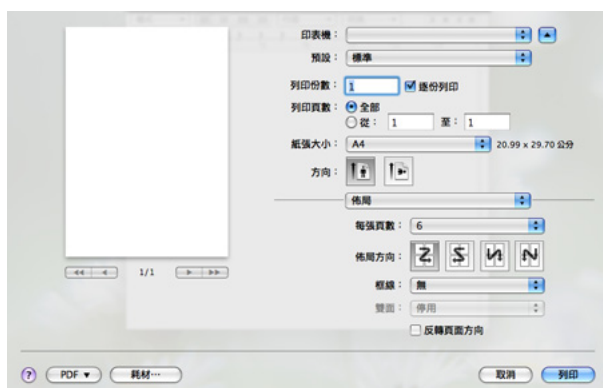 印表機：
預設： 標準
列印份數： 1 逐份列印
列印頁數： 全部
從： 1 至： 1
紙張大小： A4 20.99 x 29.70 公分
方向：
佈局
每張頁數： 6
佈局方向：
框線： 無
雙面： 停用
反轉頁面方向
1/1
? PDF ▼ 耗材… 取消 列印